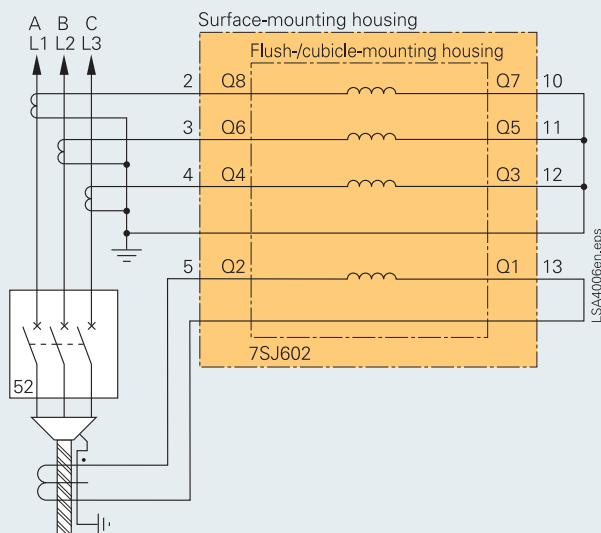 Surface-mounting housing
A B C
L1 L2 L3
Flush-/cubicle-mounting housing
2 Q8 Q7 10
3 Q6 Q5 11
4 Q4 Q3 12
5 Q2 Q1 13
7SJ602
52
LSA4006en.eps